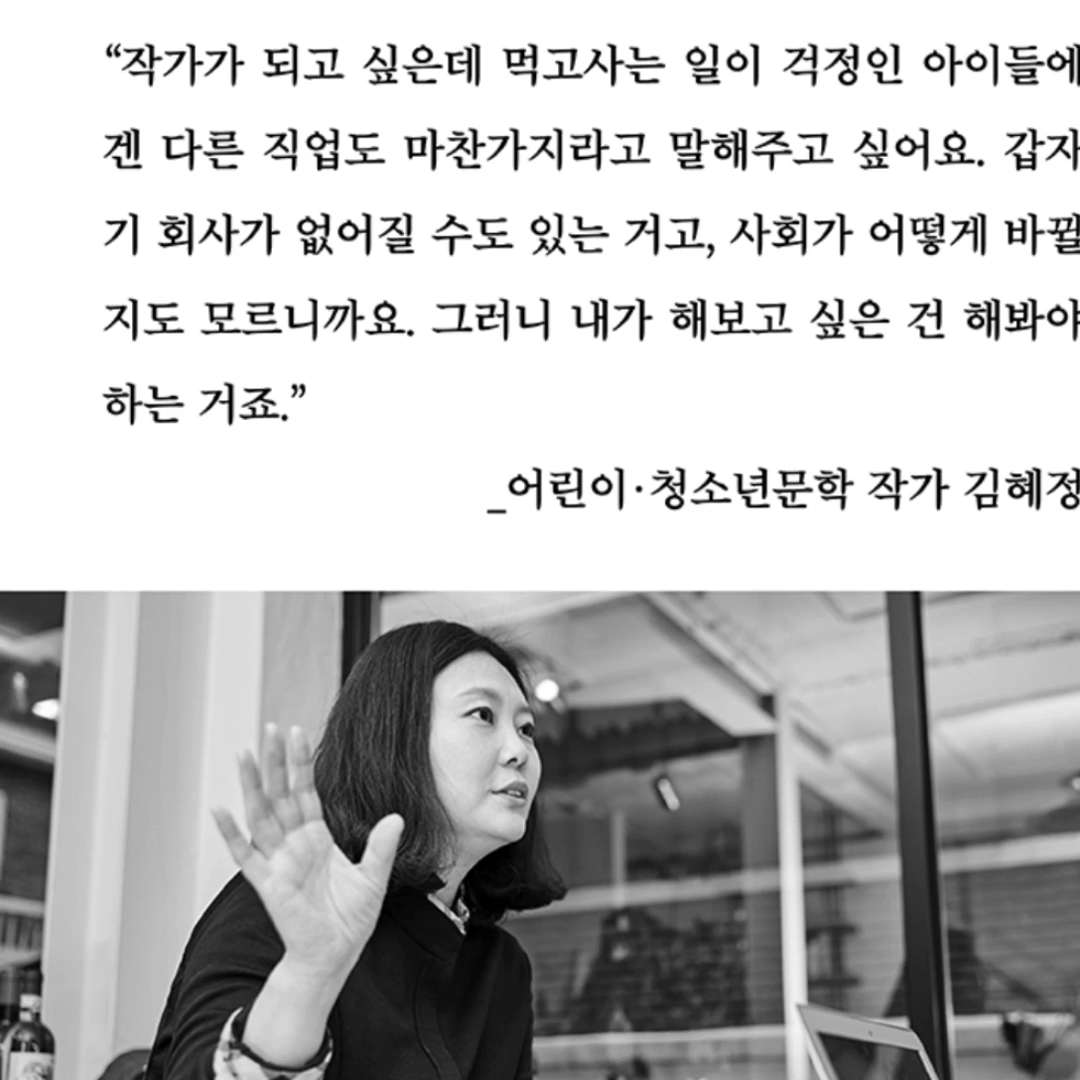 “작가가 되고 싶은데 먹고사는 일이 걱정인 아이들에
겐 다른 직업도 마찬가지라고 말해주고 싶어요. 갑자
기 회사가 없어질 수도 있는 거고, 사회가 어떻게 바뀔
지도 모르니까요. 그러니 내가 해보고 싶은 건 해봐야
하는 거죠.”
_어린이·청소년문학 작가 김혜정